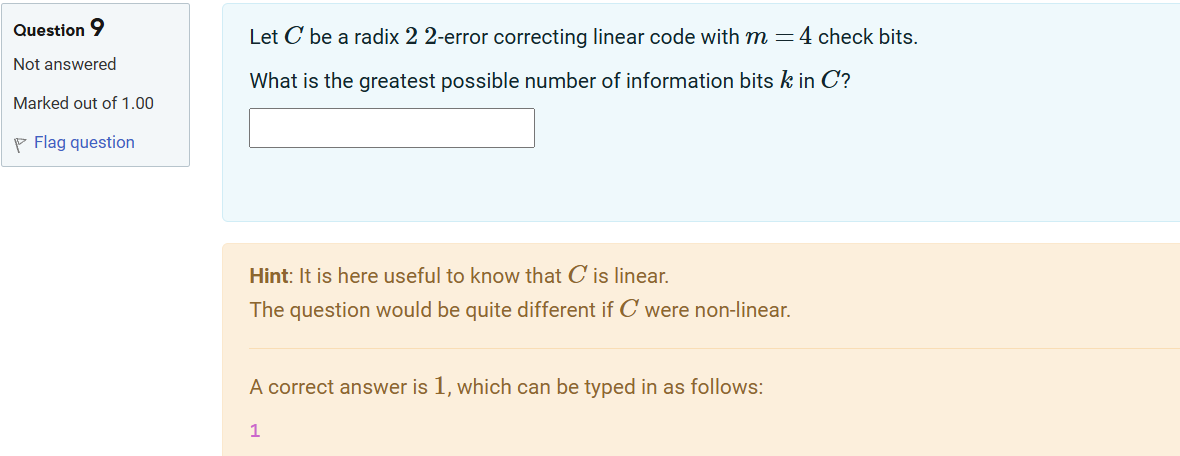 Question 9
Not answered
Marked out of 1.00
Flag question
Let C be a radix 2 2-error correcting linear code with m = 4 check bits.
What is the greatest possible number of information bits k in C?
Hint: It is here useful to know that C is linear.
The question would be quite different if C were non-linear.
A correct answer is 1, which can be typed in as follows:
1